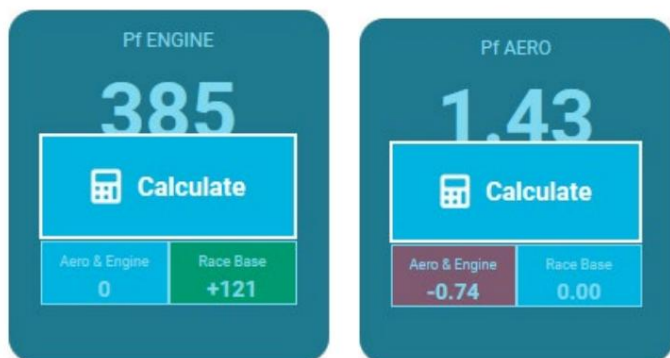 Pf ENGINE
385
Calculate
Aero & Engine
0
Race Base
+121
Pf AERO
1.43
Calculate
Aero & Engine
-0.74
Race Base
0.00